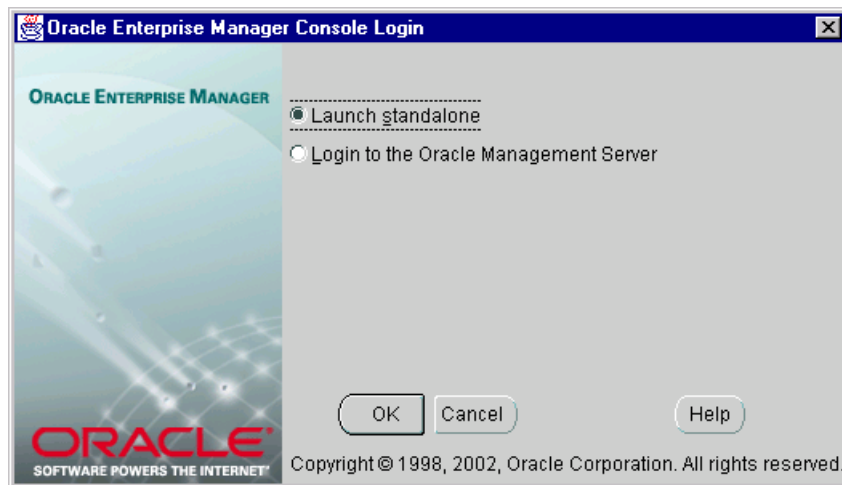 Oracle Enterprise Manager Console Login
ORACLE ENTERPRISE MANAGER
Launch standalone
Login to the Oracle Management Server
OK Cancel Help
ORACLE
SOFTWARE POWERS THE INTERNET
Copyright © 1998, 2002, Oracle Corporation. All rights reserved.